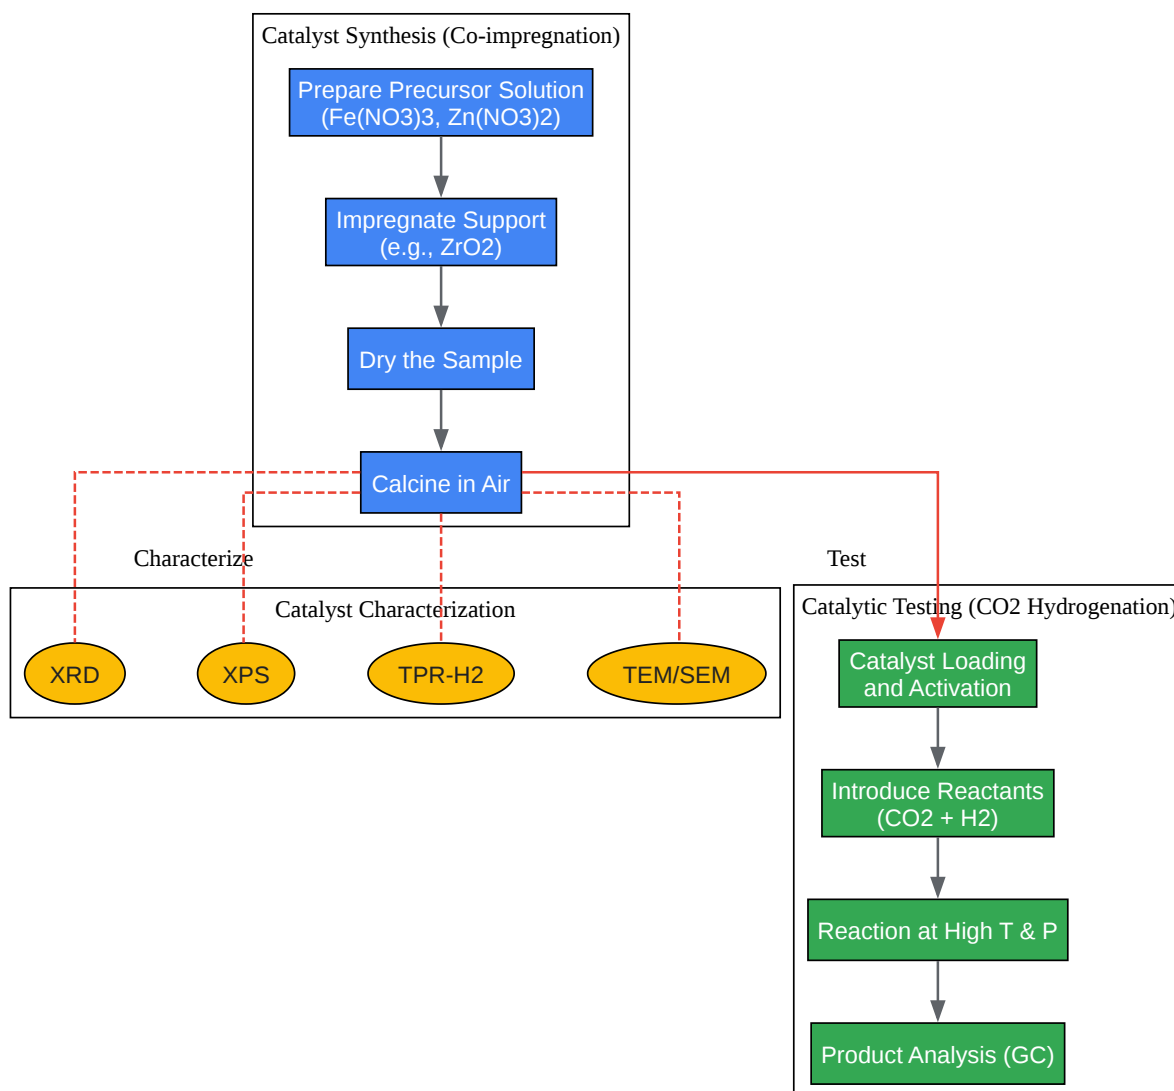 Catalyst Synthesis (Co-impregnation)
Prepare Precursor Solution
(Fe(NO3)3, Zn(NO3)2)
Impregnate Support
(e.g., ZrO2)
Dry the Sample
Calcine in Air
Characterize
Test
Catalyst Characterization
XRD
XPS
TPR-H2
TEM/SEM
Catalytic Testing (CO2 Hydrogenation)
Catalyst Loading
and Activation
Introduce Reactants
(CO2 + H2)
Reaction at High T & P
Product Analysis (GC)